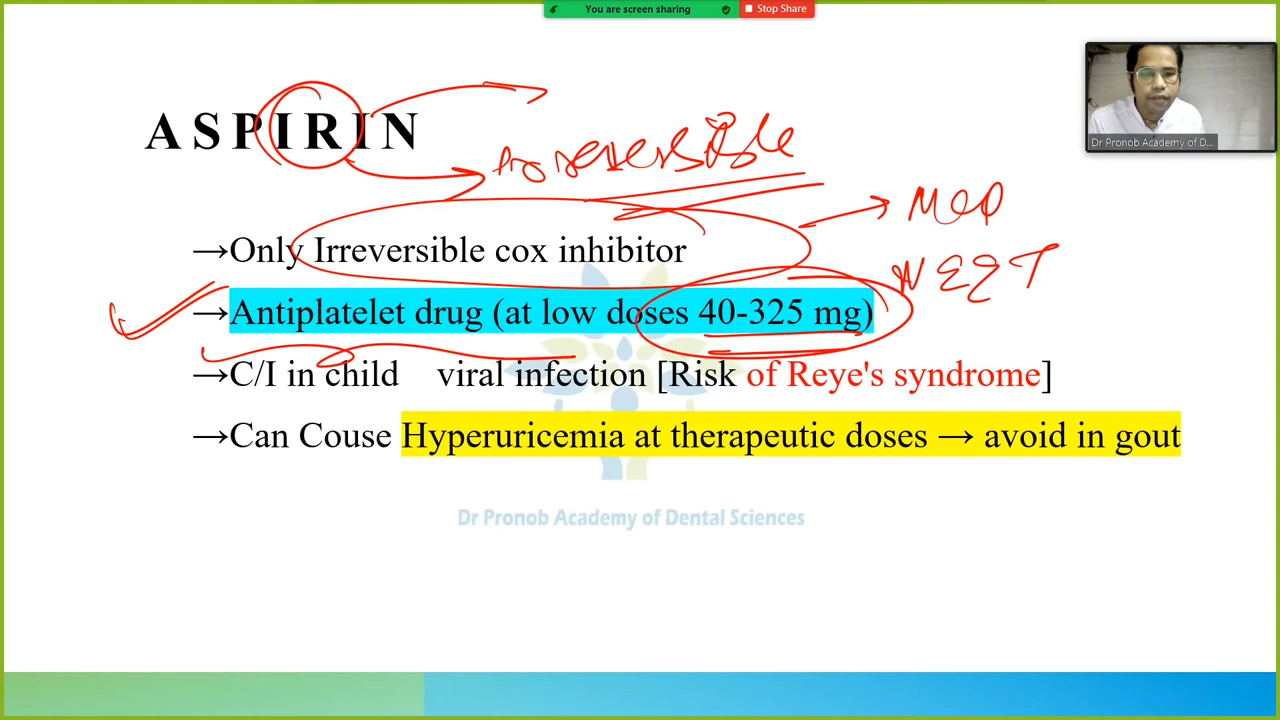 You are screen sharing
Stop Share
Dr Pronob Academy of D...
ASPIRIN
Irreversible
→Only Irreversible cox inhibitor
MCQ
NEET
→Antiplatelet drug (at low doses 40-325 mg)
→C/I in child viral infection [Risk of Reye's syndrome]
→Can Couse Hyperuricemia at therapeutic doses → avoid in gout
Dr Pronob Academy of Dental Sciences